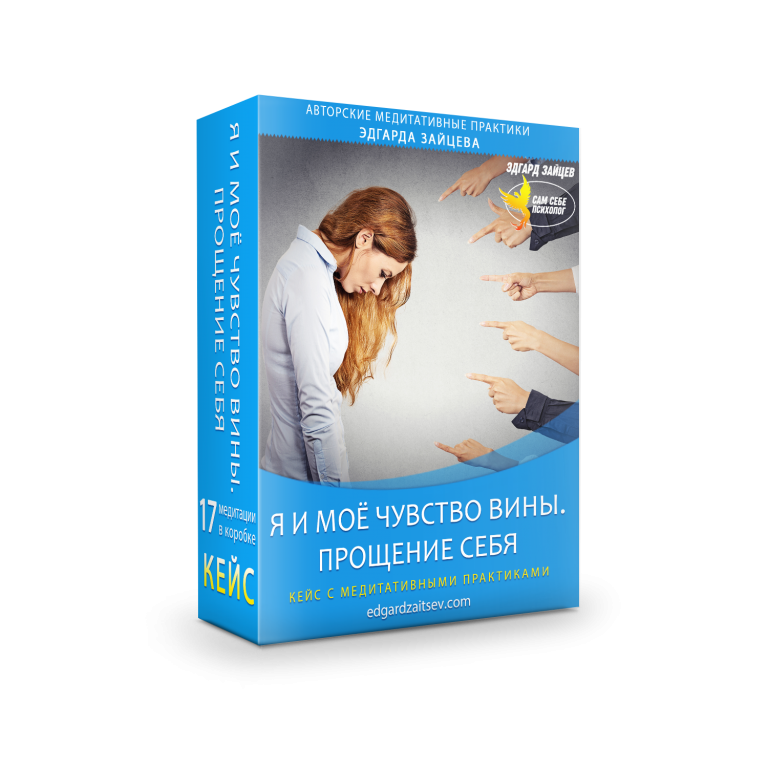 АВТОРСКИЕ МЕДИТАТИВНЫЕ ПРАКТИКИ
ЭДГАРДА ЗАЙЦЕВА
ЭДГАРД ЗАЙЦЕВ
САМ СЕБЕ
ПСИХОЛОГ
Я И МОЁ ЧУВСТВО ВИНЫ.
ПРОЩЕНИЕ СЕБЯ
КЕЙС С МЕДИТАТИВНЫМИ ПРАКТИКАМИ
edgardzaitsev.com
Я И МОЁ ЧУВСТВО ВИНЫ.
ПРОЩЕНИЕ СЕБЯ
17 медитации
в коробке
КЕЙС